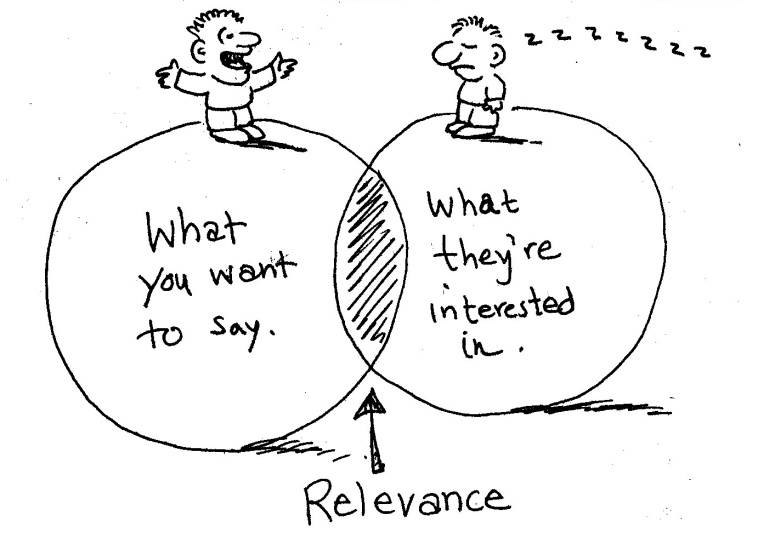 z z z z z z z
What
you want
to say.
What
they're
interested
in.
Relevance